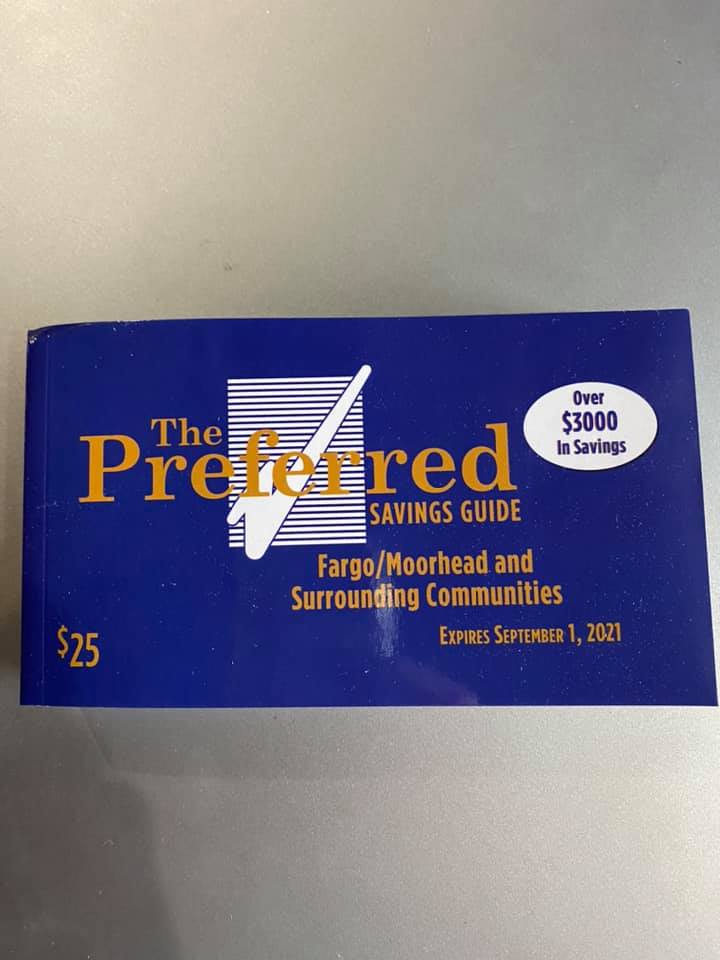 The
Preferred
SAVINGS GUIDE
Over
$3000
In Savings
Fargo/Moorhead and
Surrounding Communities
EXPIRES SEPTEMBER 1, 2021
$25